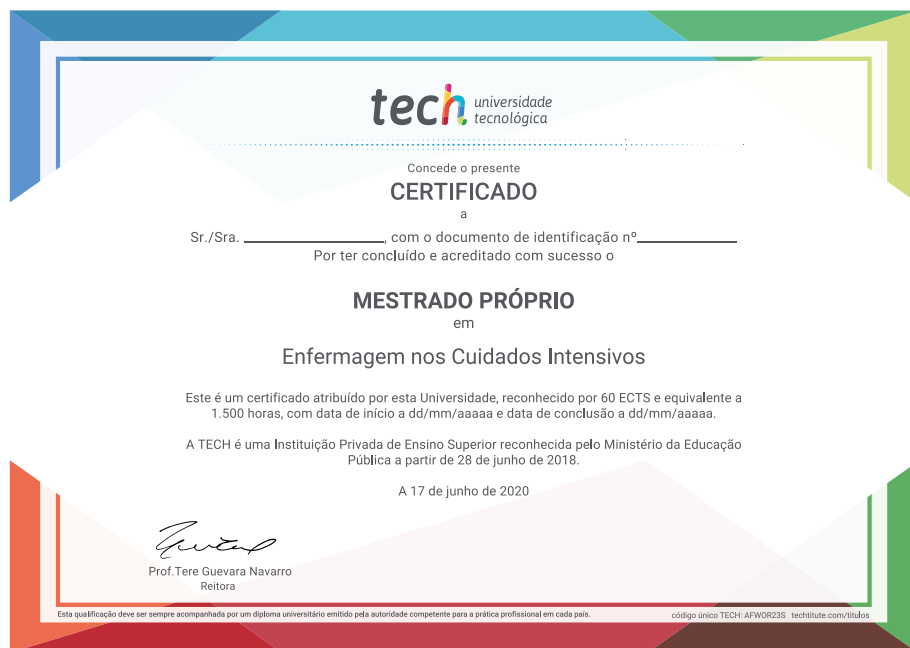 tech universidade
tecnológica
Concede o presente
CERTIFICADO
a
Sr./Sra. ____________, com o documento de identificação nº____________
Por ter concluído e acreditado com sucesso o
MESTRADO PRÓPRIO
em
Enfermagem nos Cuidados Intensivos
Este é um certificado atribuído por esta Universidade, reconhecido por 60 ECTS e equivalente a
1.500 horas, com data de início a dd/mm/aaaaa e data de conclusão a dd/mm/aaaaa.
A TECH é uma Instituição Privada de Ensino Superior reconhecida pelo Ministério da Educação
Pública a partir de 28 de junho de 2018.
A 17 de junho de 2020
Prof.Tere Guevara Navarro
Reitora
Esta qualificação deve ser sempre acompanhada por um diploma universitário emitido pela autoridade competente para a prática profissional em cada país.
código único TECH: AFWOR23S techtitute.com/titulos